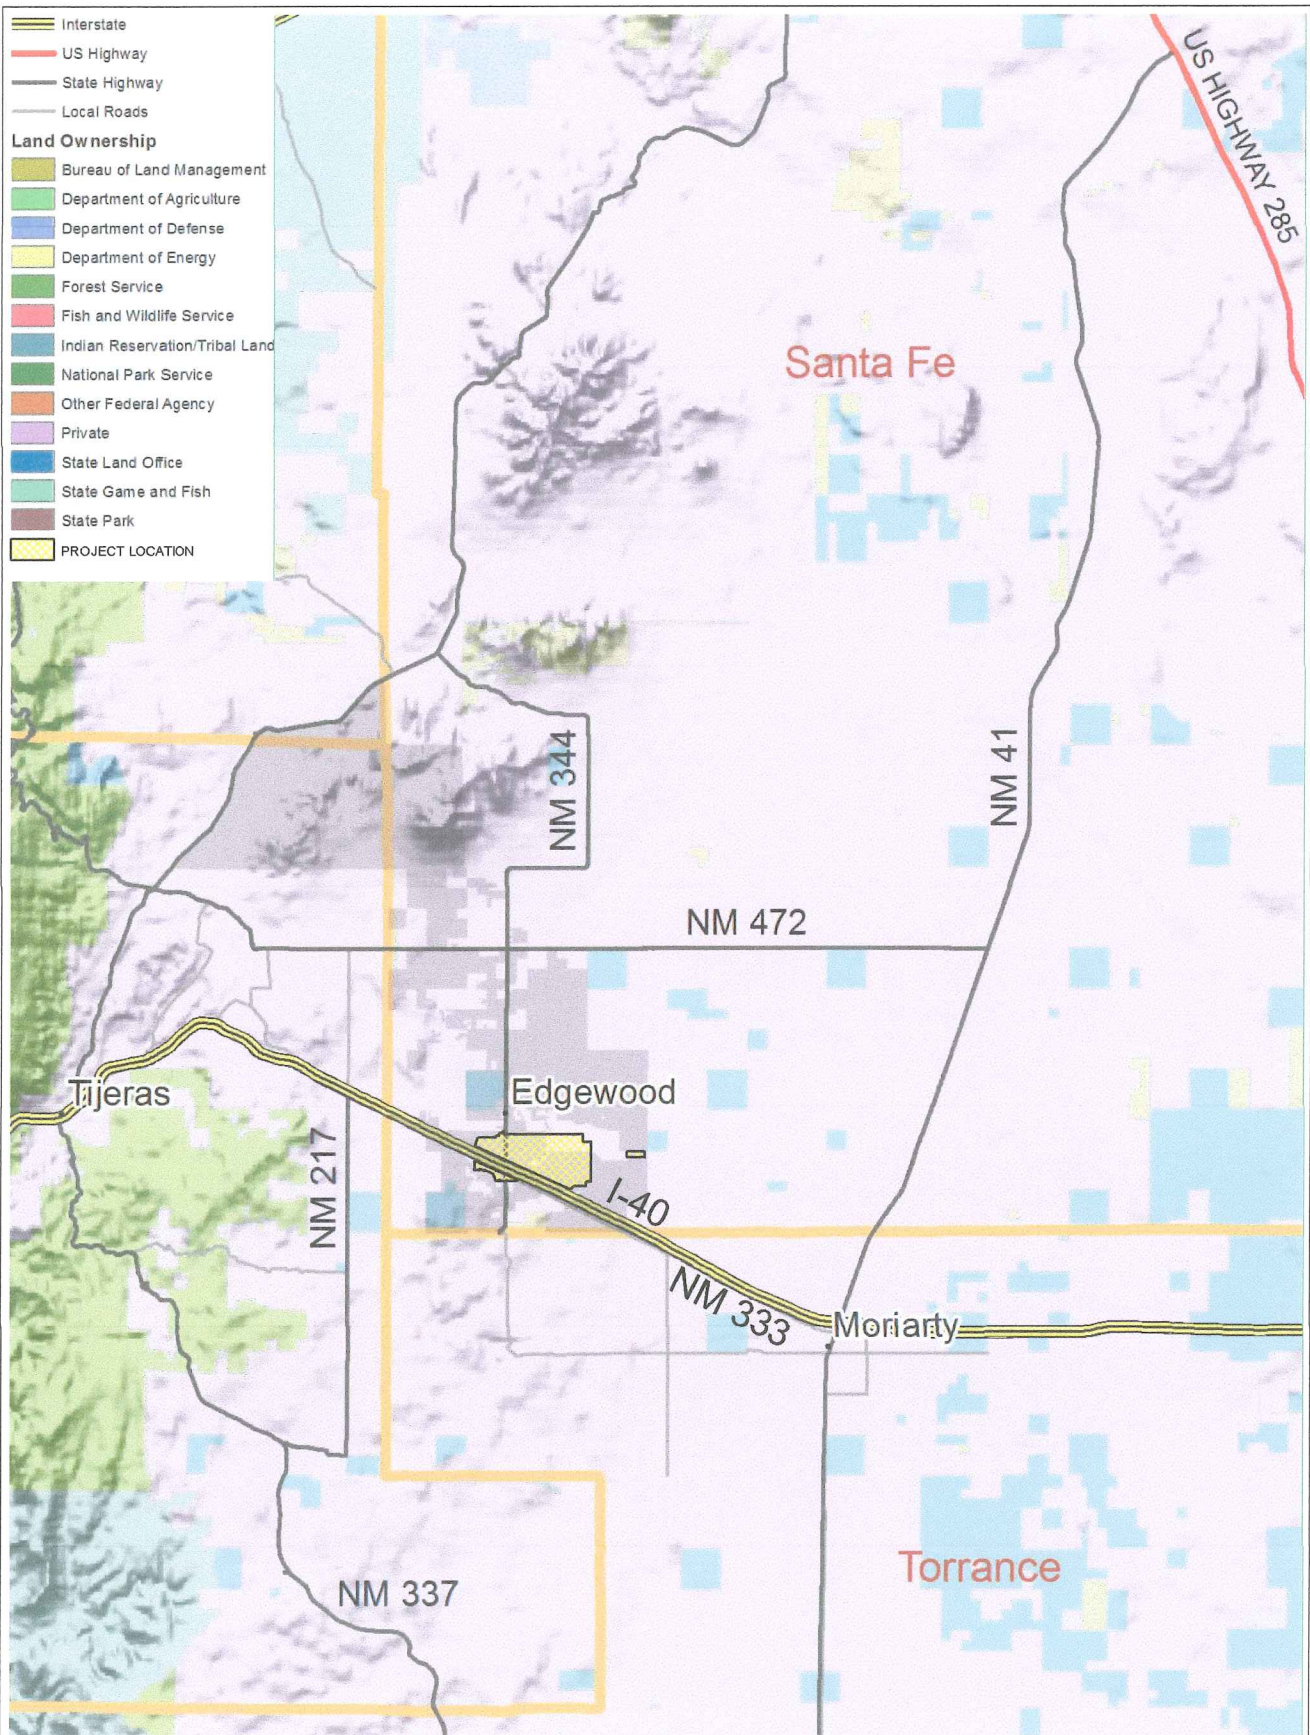 Interstate
US Highway
State Highway
Local Roads
Land Ownership
Bureau of Land Management
Department of Agriculture
Department of Defense
Department of Energy
Forest Service
Fish and Wildlife Service
Indian Reservation/Tribal Land
National Park Service
Other Federal Agency
Private
State Land Office
State Game and Fish
State Park
PROJECT LOCATION
US HIGHWAY 285
Santa Fe
NM 344
NM 41
NM 472
Tijeras
Edgewood
NM 217
I-40
NM 333
Moriarty
Torrance
NM 337